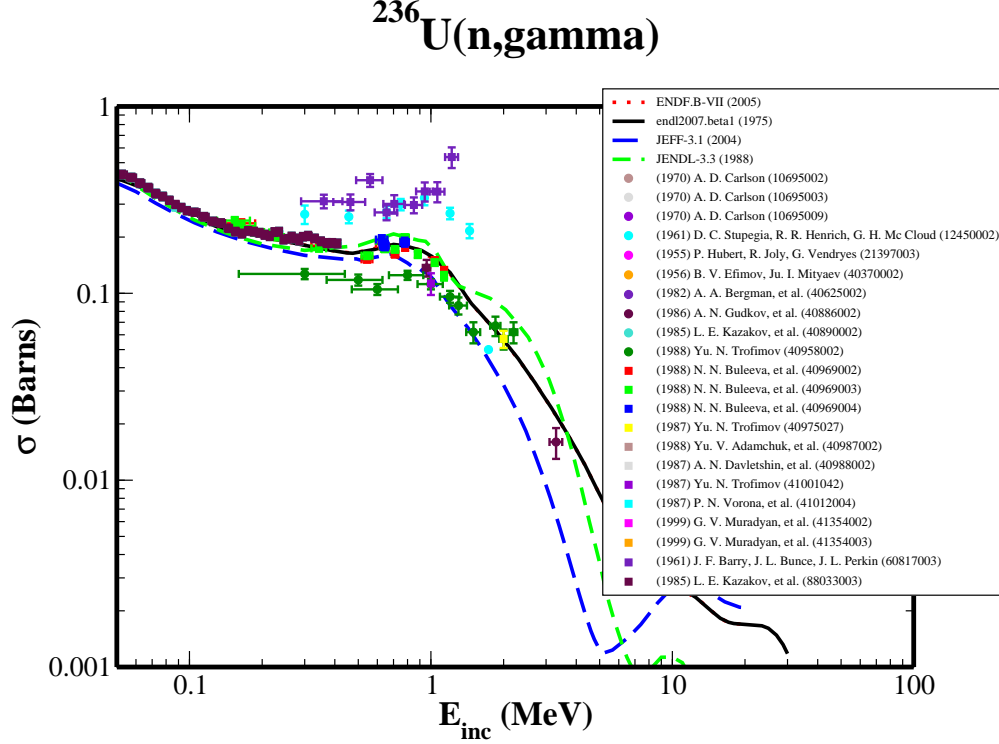 236U(n,gamma)
1
0.1
0.01
0.001
σ (Barns)
0.1
1
10
100
Einc (MeV)
ENDF.B-VII (2005)
endl2007.beta1 (1975)
JEFF-3.1 (2004)
JENDL-3.3 (1988)
(1970) A. D. Carlson (10695002)
(1970) A. D. Carlson (10695003)
(1970) A. D. Carlson (10695009)
(1961) D. C. Stupegia, R. R. Henrich, G. H. Mc Cloud (12450002)
(1955) P. Hubert, R. Joly, G. Vendryes (21397003)
(1956) B. V. Efimov, Ju. I. Mityaev (40370002)
(1982) A. A. Bergman, et al. (40625002)
(1986) A. N. Gudkov, et al. (40886002)
(1985) L. E. Kazakov, et al. (40890002)
(1988) Yu. N. Trofimov (40958002)
(1988) N. N. Buleeva, et al. (40969002)
(1988) N. N. Buleeva, et al. (40969003)
(1988) N. N. Buleeva, et al. (40969004)
(1987) Yu. N. Trofimov (40975027)
(1988) Yu. V. Adamchuk, et al. (40987002)
(1987) A. N. Davletshin, et al. (40988002)
(1987) Yu. N. Trofimov (41001042)
(1987) P. N. Vorona, et al. (41012004)
(1999) G. V. Muradyan, et al. (41354002)
(1999) G. V. Muradyan, et al. (41354003)
(1961) J. F. Barry, J. L. Bunce, J. L. Perkin (60817003)
(1985) L. E. Kazakov, et al. (88033003)